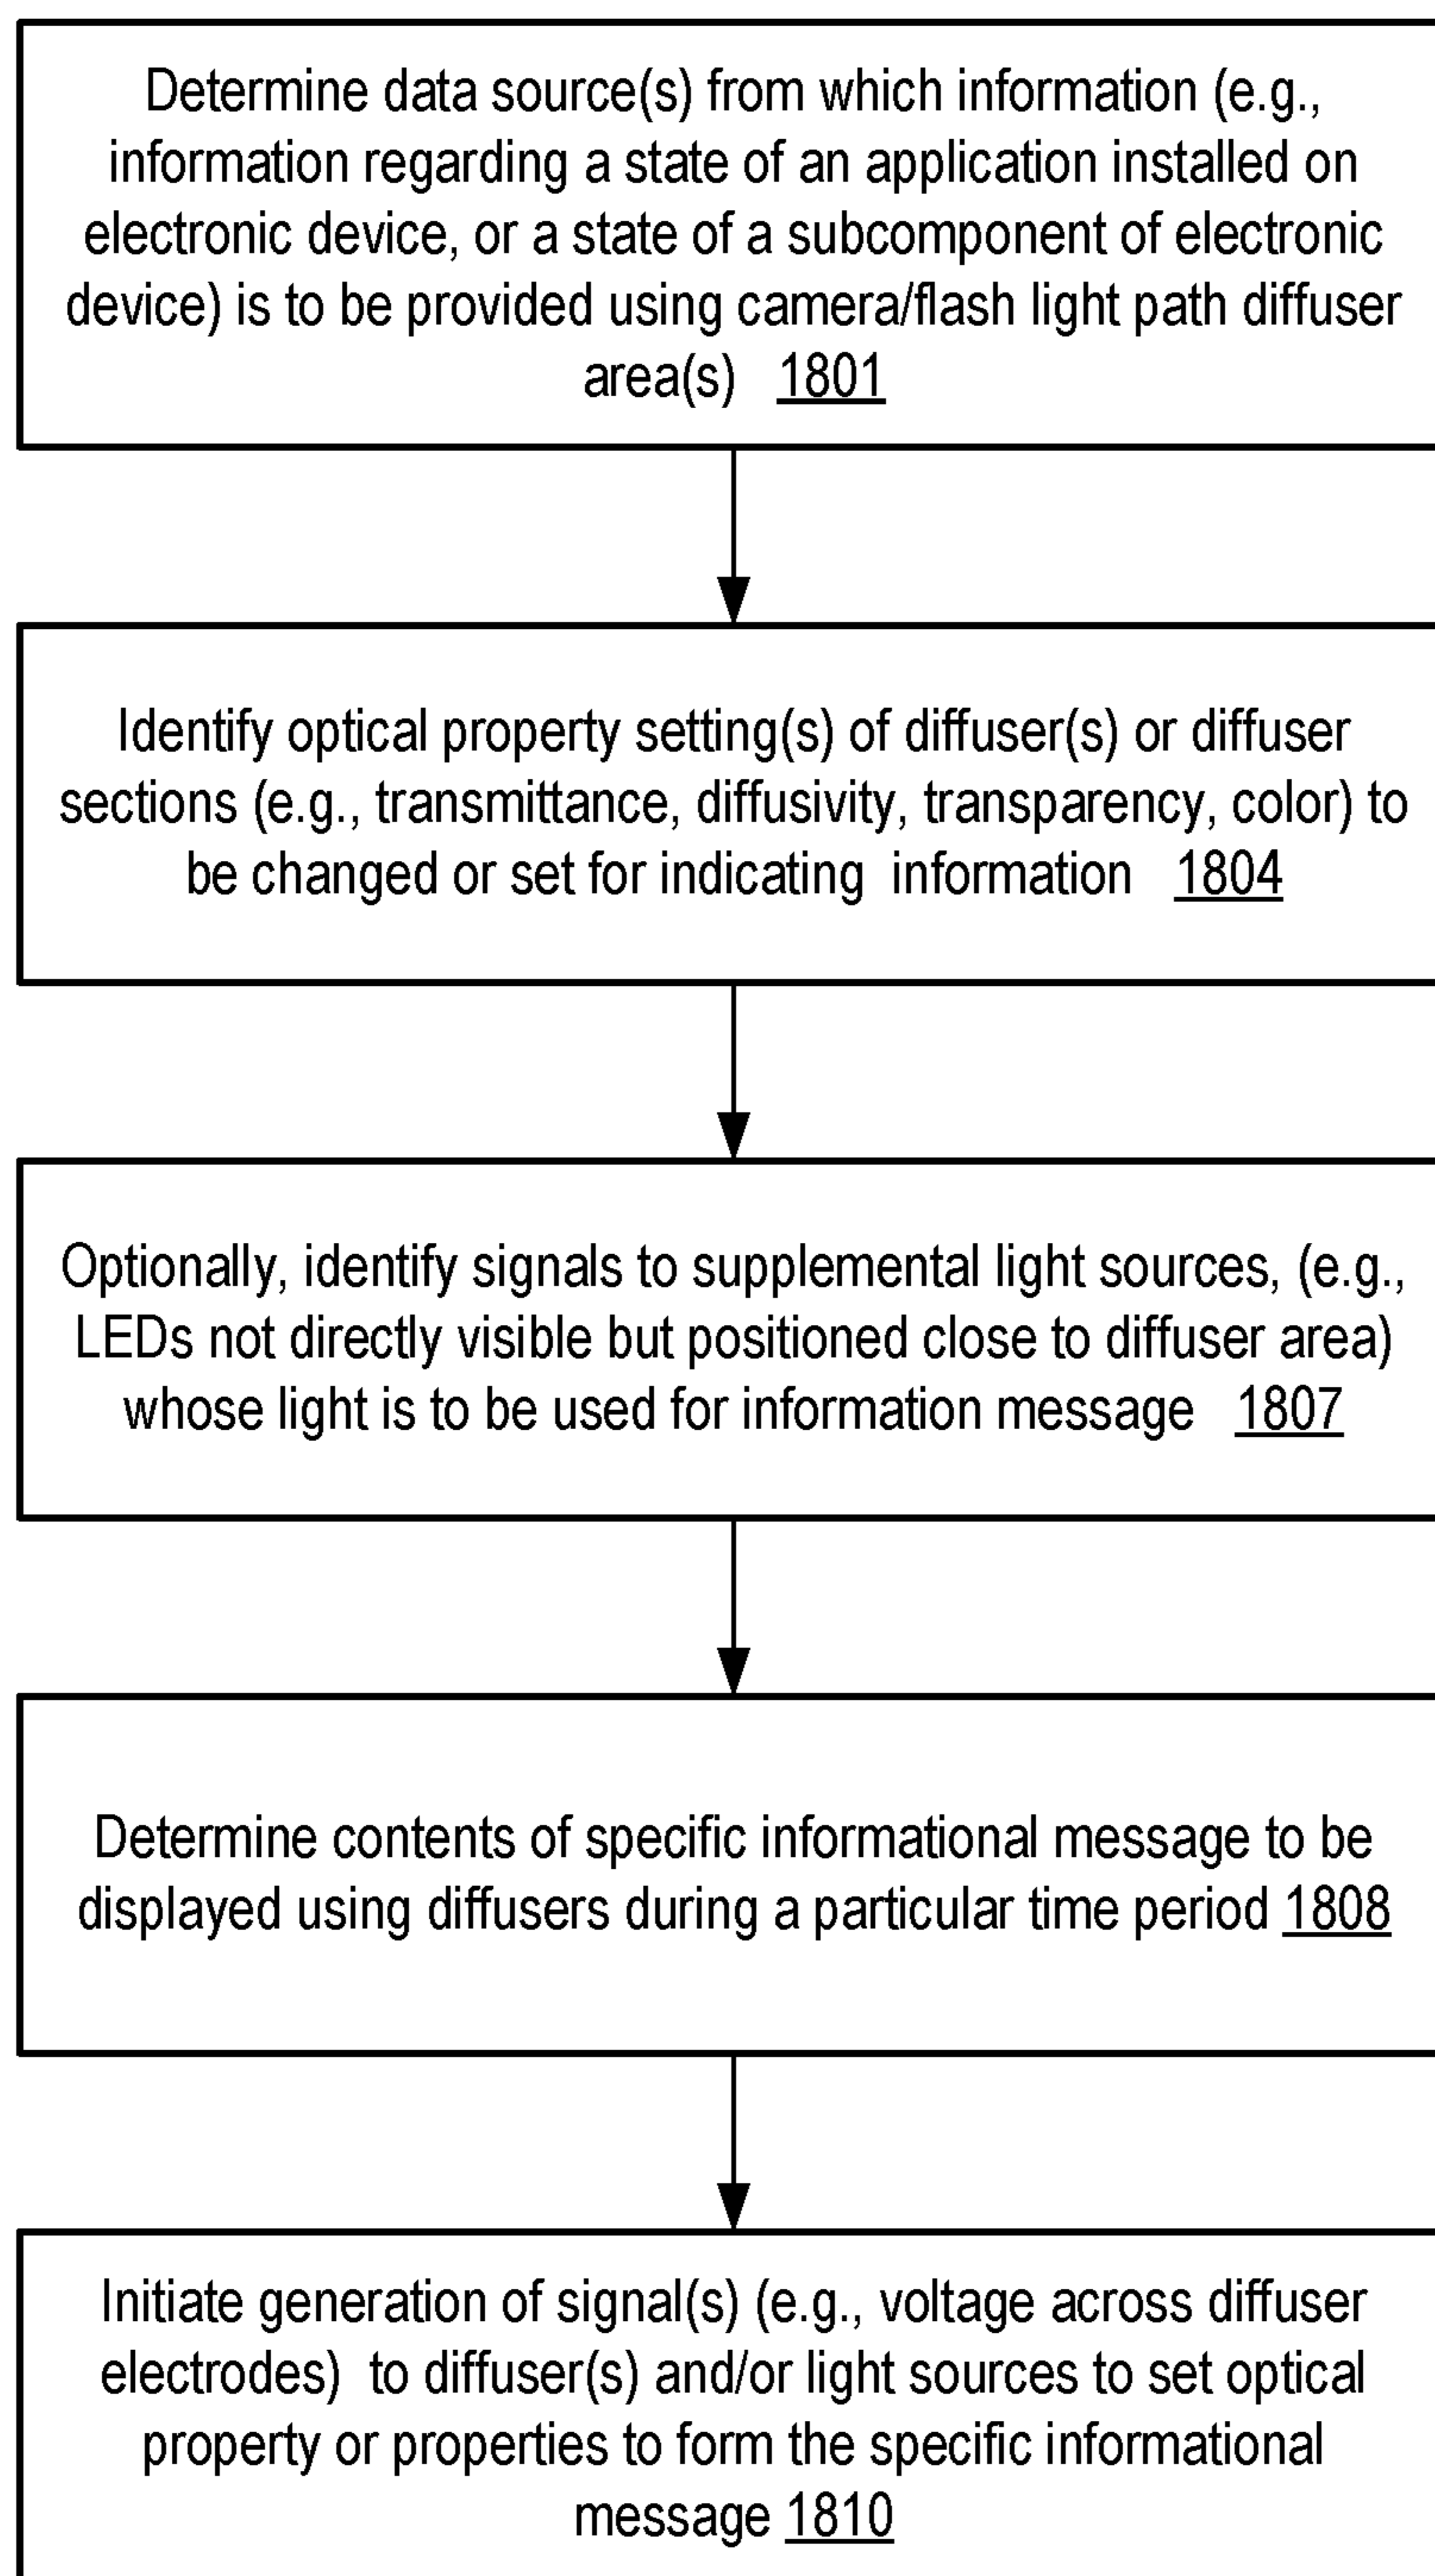 Determine data source(s) from which information (e.g.,
information regarding a state of an application installed on
electronic device, or a state of a subcomponent of electronic
device) is to be provided using camera/flash light path diffuser
area(s) 1801
Identify optical property setting(s) of diffuser(s) or diffuser
sections (e.g., transmittance, diffusivity, transparency, color) to
be changed or set for indicating information 1804
Optionally, identify signals to supplemental light sources, (e.g.,
LEDs not directly visible but positioned close to diffuser area)
whose light is to be used for information message 1807
Determine contents of specific informational message to be
displayed using diffusers during a particular time period 1808
Initiate generation of signal(s) (e.g., voltage across diffuser
electrodes) to diffuser(s) and/or light sources to set optical
property or properties to form the specific informational
message 1810